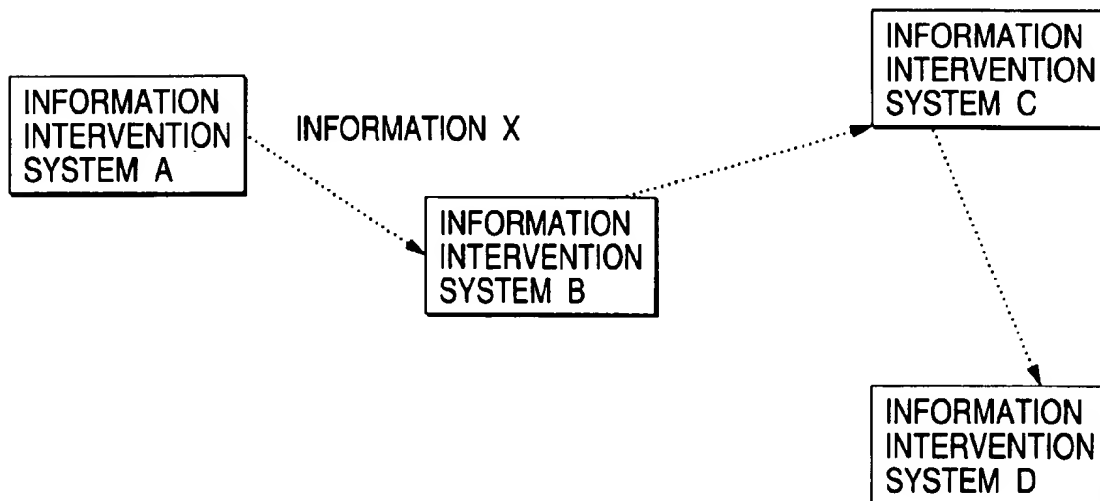 INFORMATION
INTERVENTION
SYSTEM A
INFORMATION X
INFORMATION
INTERVENTION
SYSTEM B
INFORMATION
INTERVENTION
SYSTEM C
INFORMATION
INTERVENTION
SYSTEM D